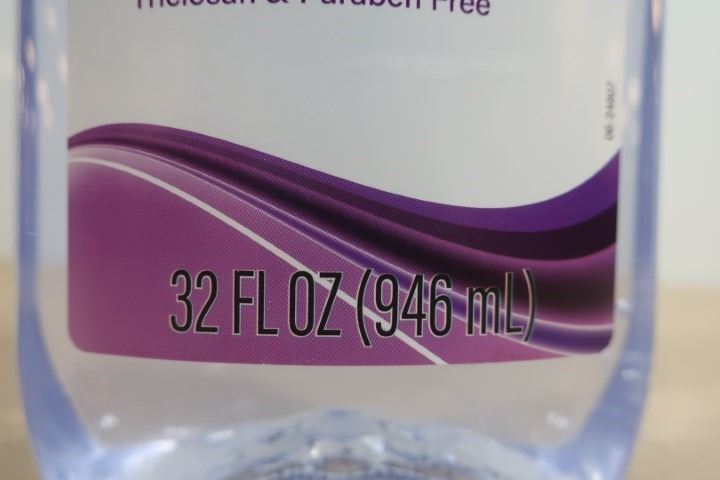 Triclosan & Paraben Free
32 FL OZ (946 mL)